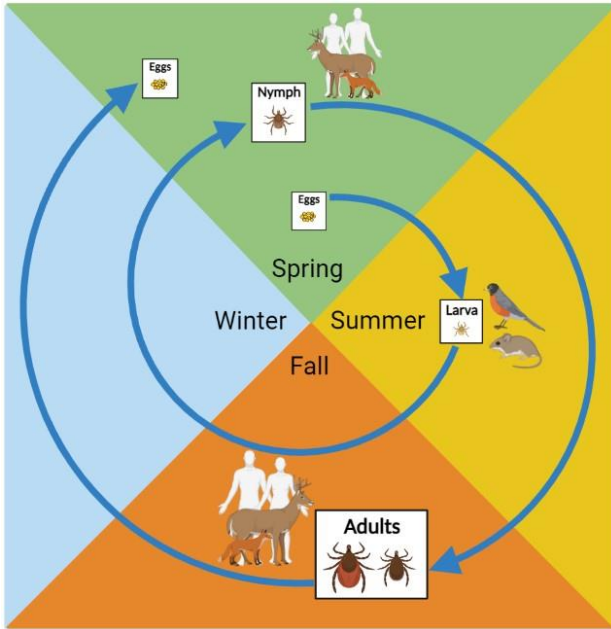 Eggs
Nymph
Eggs
Spring
Larva
Winter
Summer
Fall
Adults